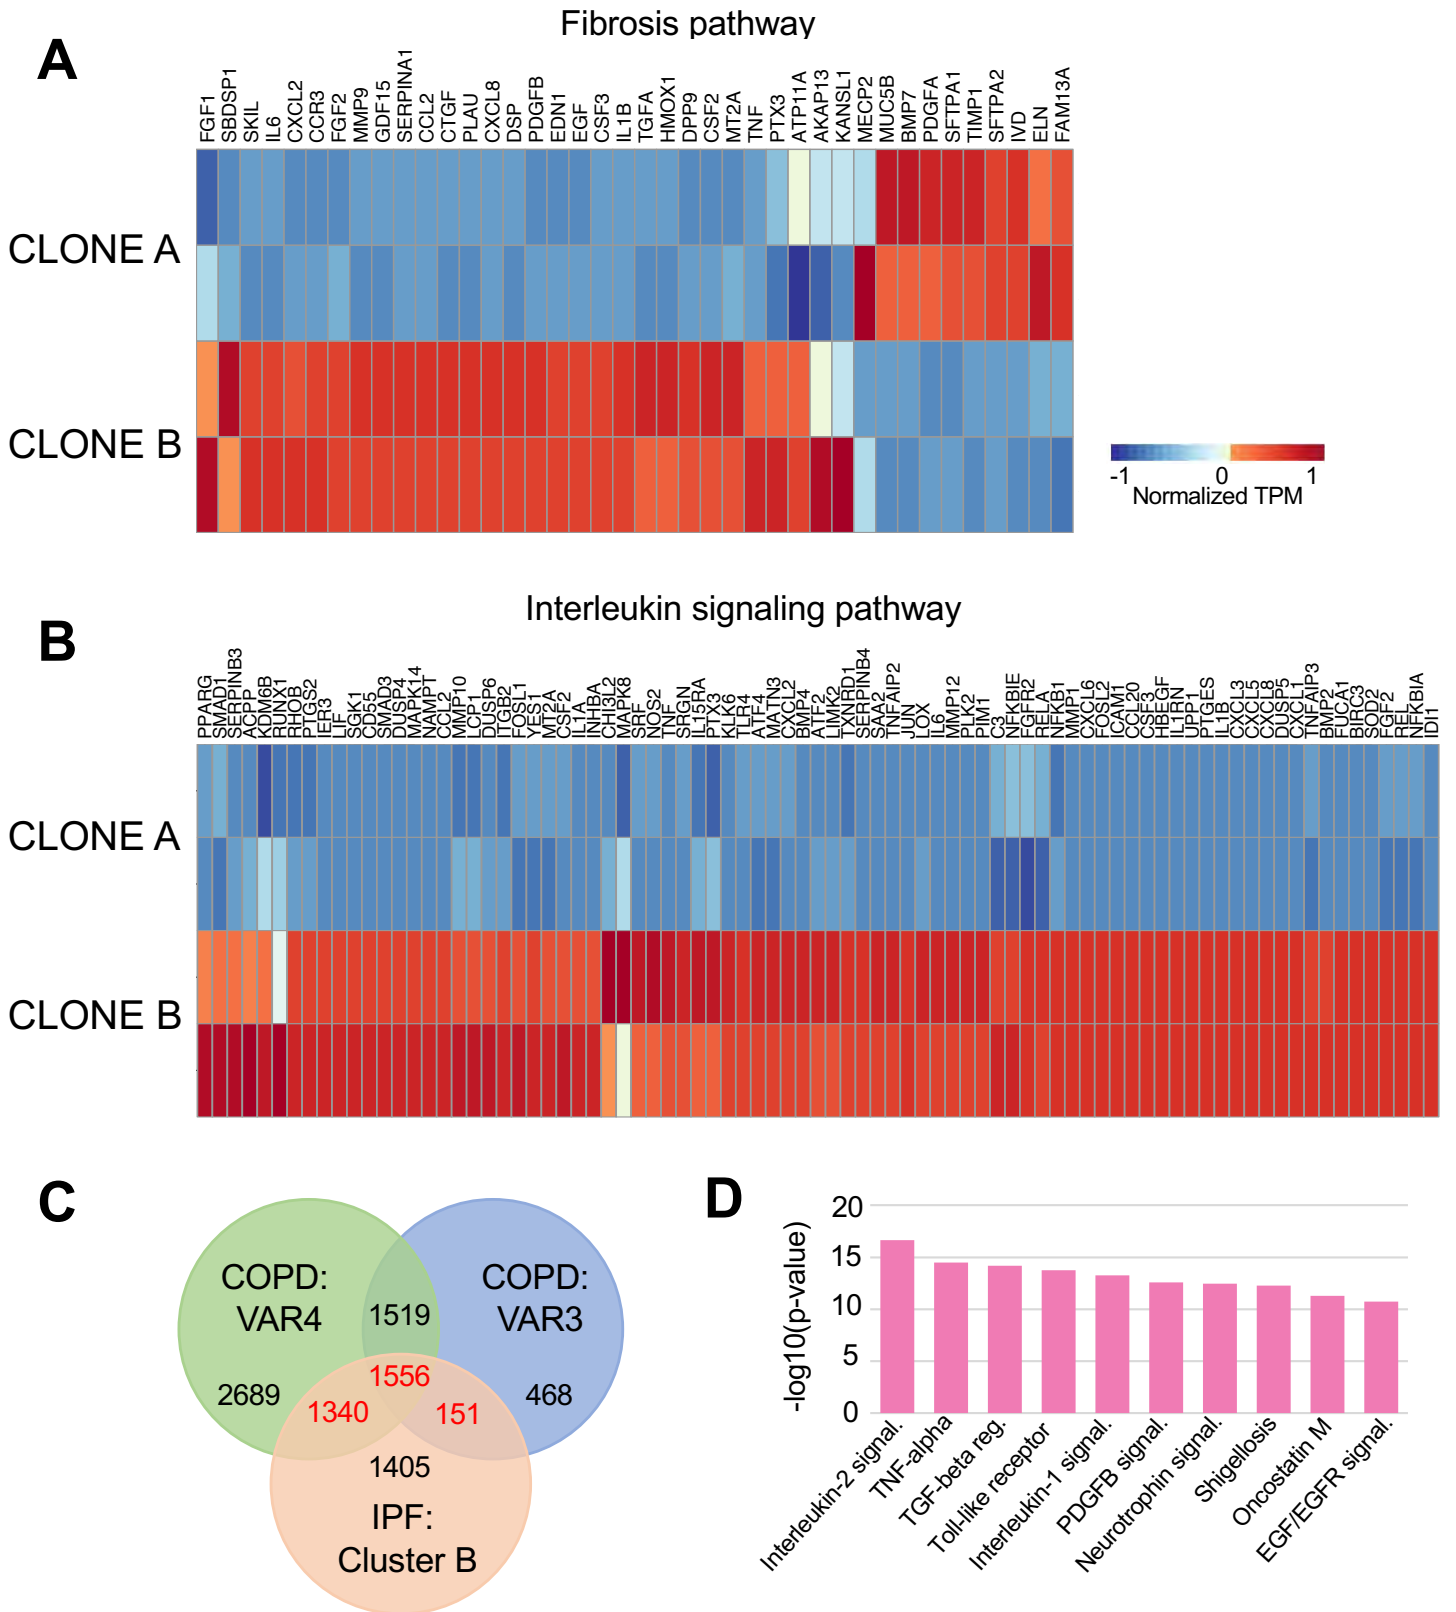 A
Fibrosis pathway
FGF1
SBDSP1
SKIL
IL6
CXCL2
CCR3
FGF2
MMP9
GDF15
SERPINA1
CCL2
CTGF
PLAU
CXCL8
DSP
PDGFB
EDN1
EGF
CSF3
IL1B
TGFA
HMOX1
DPP9
CSF2
MT2A
TNF
PTX3
ATP11A
AKAP13
KANSL1
MECP2
MUC5B
BMP7
PDGFA
SFTPA1
TIMP1
SFTPA2
IVD
ELN
FAM13A
CLONE A
CLONE B
-1 0 1
Normalized TPM
B
Interleukin signaling pathway
PPARG
SMAD1
SERPINB3
ACPP
KDM6B
RUNX1
RHOB
PTGS2
IER3
LIF
SGK1
CD55
SMAD3
DUSP4
MAPK14
NAMPT
CCL2
MMP10
LCP1
DUSP6
ITGB2
FOSL1
YES1
MT2A
CSF2
IL1A
INHBA
CHI3L2
MAPK8
SRF
NOS2
TNF
SRGN
IL15RA
PTX3
KLK6
TLR4
ATF4
MATN3
CXCL2
BMP4
ATF2
LIMK2
TXNRD1
SERPINB4
SAA2
TNFAIP2
JUN
LOX
IL6
MMP12
PLK2
PIM1
C3
NFKBIE
FGFR2
RELA
NFKB1
MMP1
CXCL6
FOSL2
ICAM1
CCL20
CSF3
HBEGF
IL1RN
UPP1
PTGES
IL1B
CXCL3
CXCL5
CXCL8
DUSP5
CXCL1
TNFAIP3
BMP2
FUCA1
BIRC3
SOD2
FGF2
REL
NFKBIA
IDI1
CLONE A
CLONE B
C
COPD:
VAR4
COPD:
VAR3
1519
1556
2689
1340
151
468
1405
IPF:
Cluster B
D
-log10(p-value)
20
15
10
5
0
Interleukin-2 signal.
TNF-alpha
TGF-beta reg.
Toll-like receptor
Interleukin-1 signal.
PDGFB signal.
Neurotrophin signal.
Shigellosis
Oncostatin M
EGF/EGFR signal.